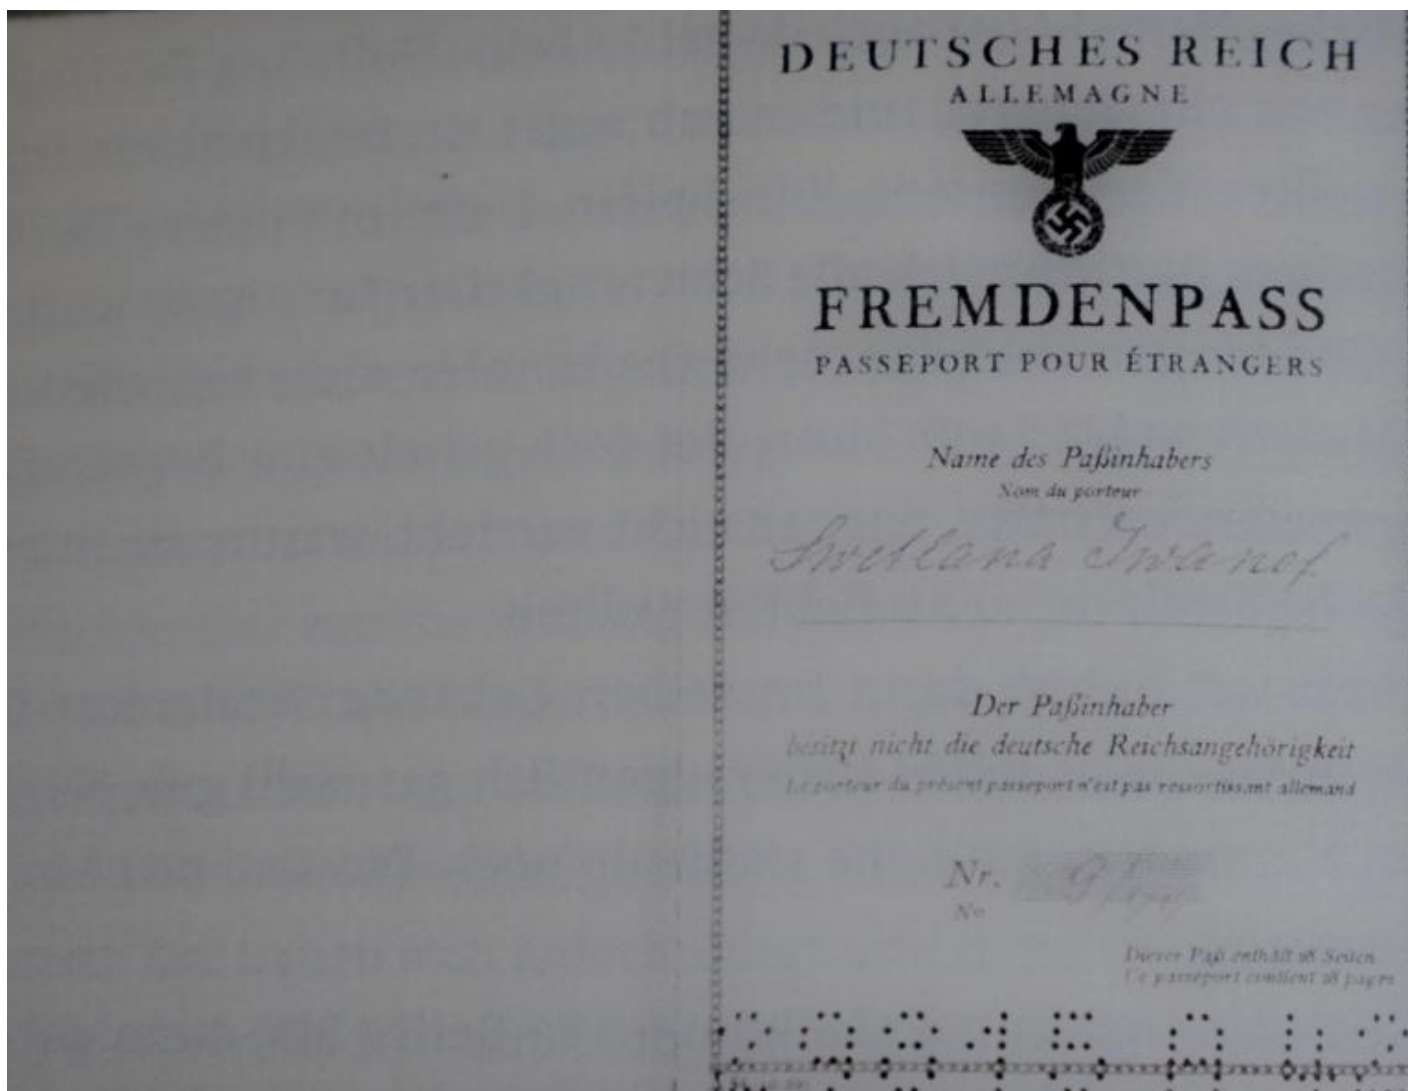 DEUTSCHES REICH
ALLEMAGNE
FREMDENPASS
PASSEPORT POUR ÉTRANGERS
Name des Paßinhabers
Nom du porteur
Swetlana Iwanof
Der Paßinhaber
besitzt nicht die deutsche Reichsangehörigkeit
Le porteur du présent passeport n'est pas ressortissant allemand
Nr.
No
Dieser Paß enthält 28 Seiten
Ce passeport contient 28 pages